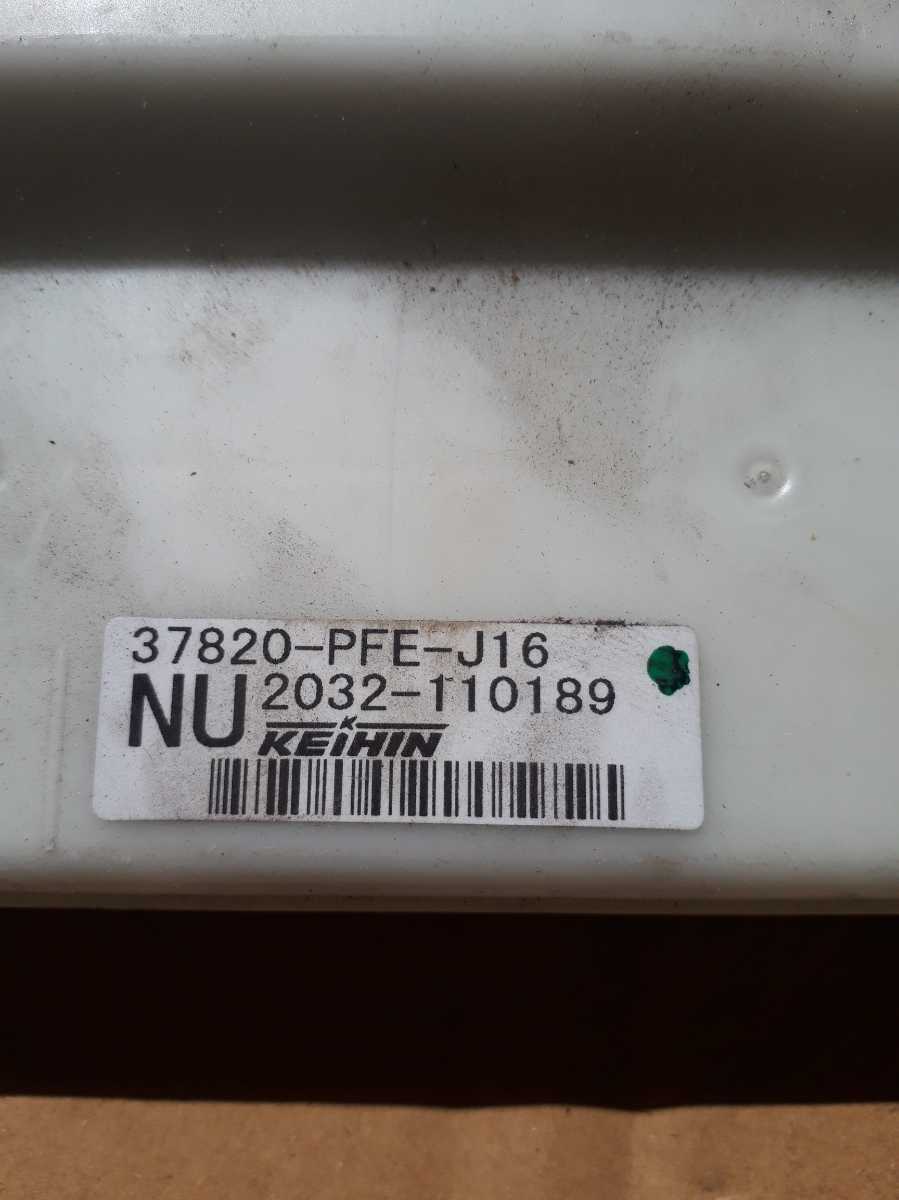 37820-PFE-J16
NU 2032-110189
KEIHIN